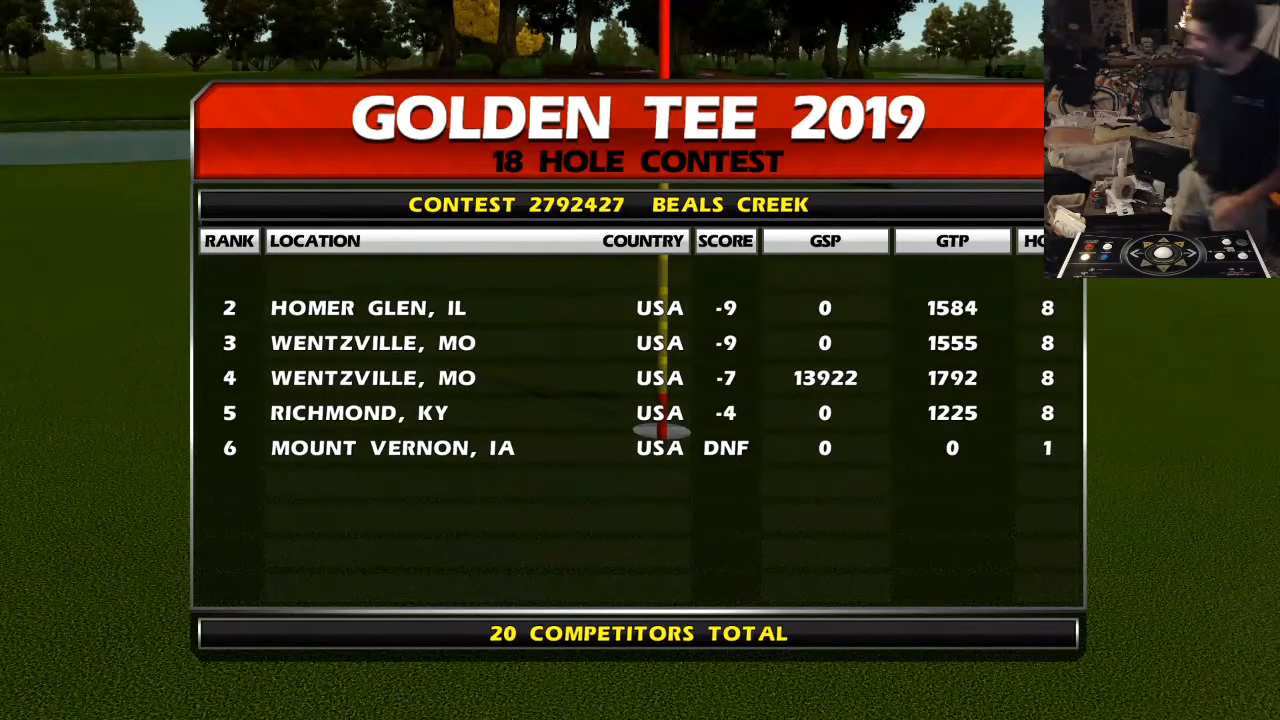 GOLDEN TEE 2019
18 HOLE CONTEST
CONTEST 2792427 BEALS CREEK
RANK LOCATION COUNTRY SCORE GSP GTP
2 HOMER GLEN, IL USA -9 0 1584 8
3 WENTZVILLE, MO USA -9 0 1555 8
4 WENTZVILLE, MO USA -7 13922 1792 8
5 RICHMOND, KY USA -4 0 1225 8
6 MOUNT VERNON, IA USA DNF 0 0 1
20 COMPETITORS TOTAL